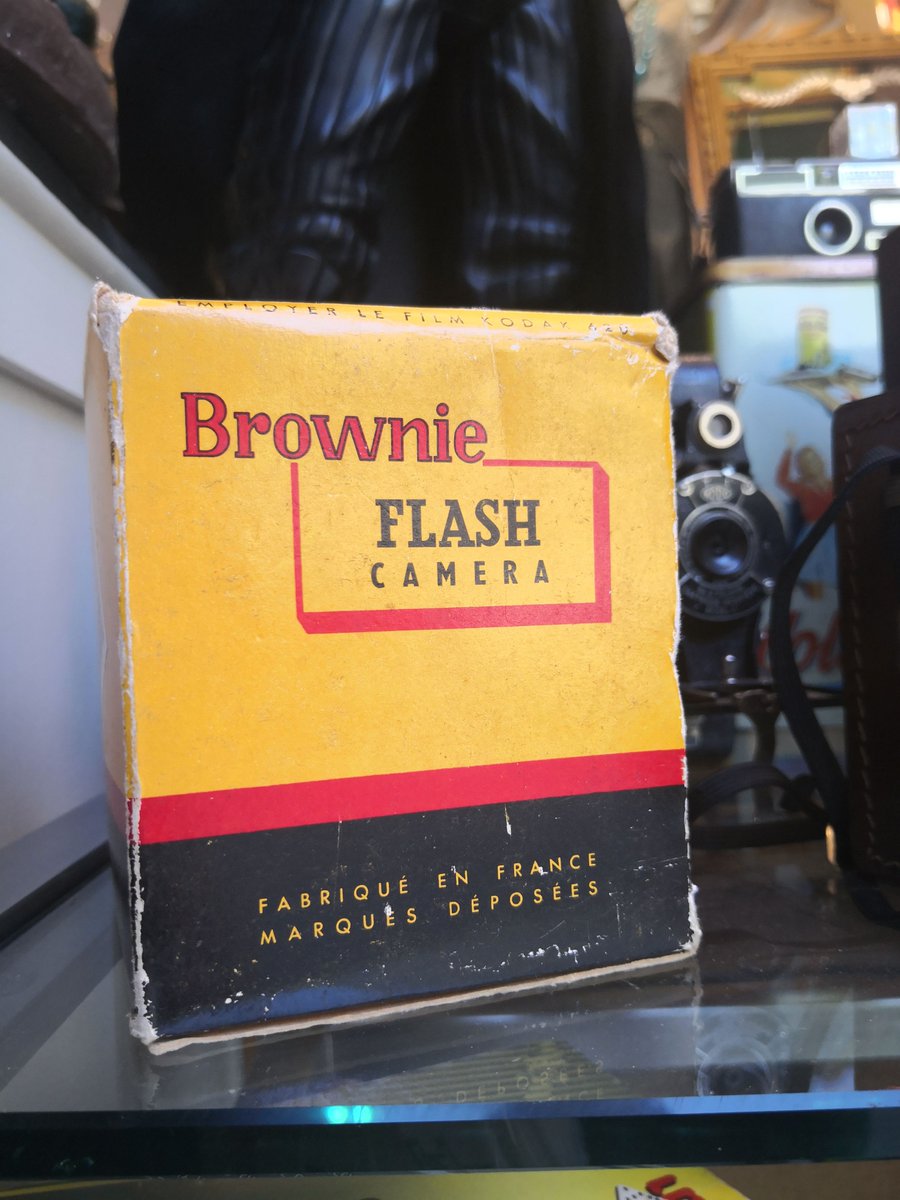 EMPLOYER LE FILM KODAK 620
Brownie
FLASH
CAMERA
FABRIQUÉ EN FRANCE
MARQUES DÉPOSÉES